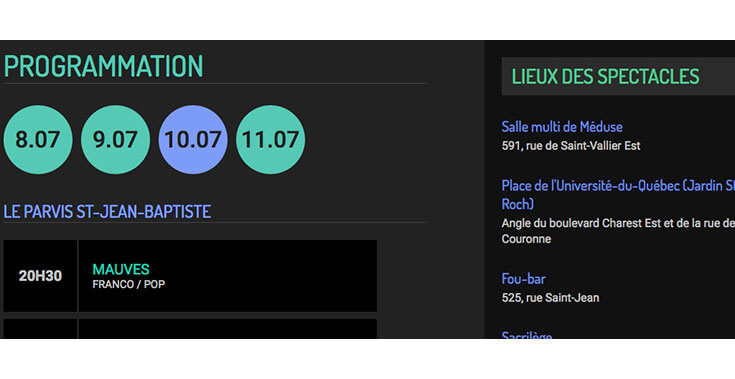 PROGRAMMATION
8.07 9.07 10.07 11.07
LE PARVIS ST-JEAN-BAPTISTE
20H30
MAUVES
FRANCO / POP
LIEUX DES SPECTACLES
Salle multi de Méduse
591, rue de Saint-Vallier Est
Place de l'Université-du-Québec (Jardin
Roch)
Angle du boulevard Charest Est et de la rue de
Couronne
Fou-bar
525, rue Saint-Jean
Sacrilège